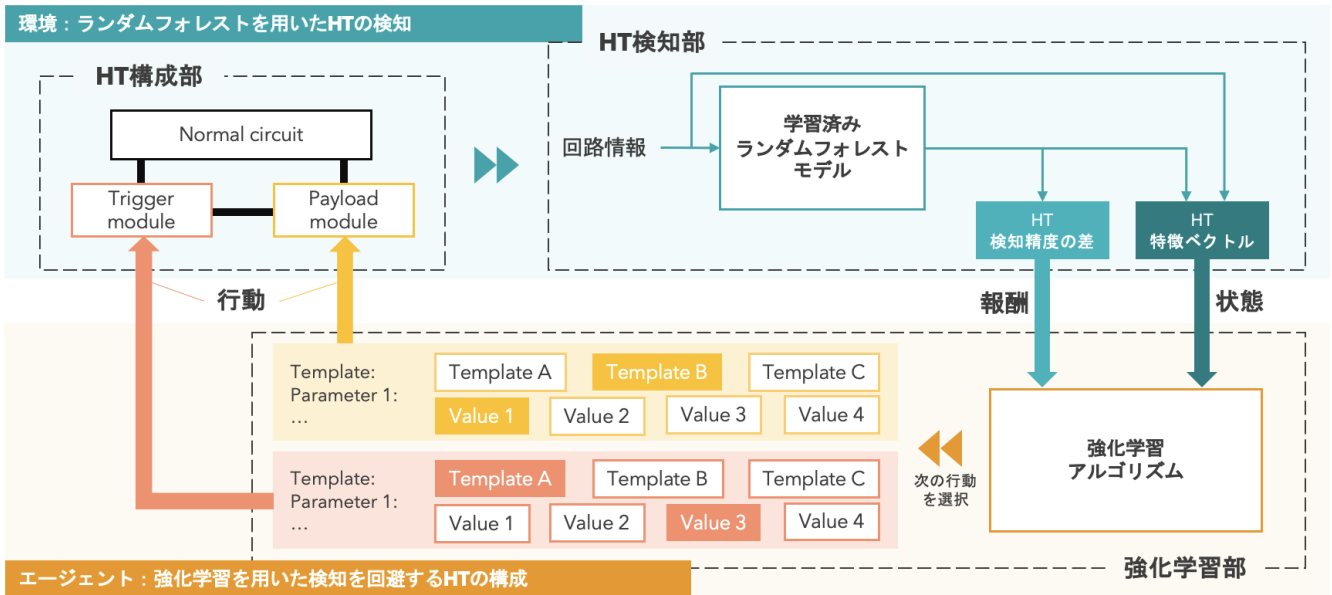 環境：ランダムフォレストを用いたHTの検知
HT構成部
Normal circuit
Trigger
module
Payload
module
行動
HT検知部
回路情報
学習済み
ランダムフォレスト
モデル
HT
検知精度の差
HT
特徴ベクトル
報酬
状態
Template:
Parameter 1:
…
Template A
Template B
Template C
Value 1
Value 2
Value 3
Value 4
Template:
Parameter 1:
…
Template A
Template B
Template C
Value 1
Value 2
Value 3
Value 4
次の行動
を選択
強化学習
アルゴリズム
強化学習部
エージェント：強化学習を用いた検知を回避するHTの構成